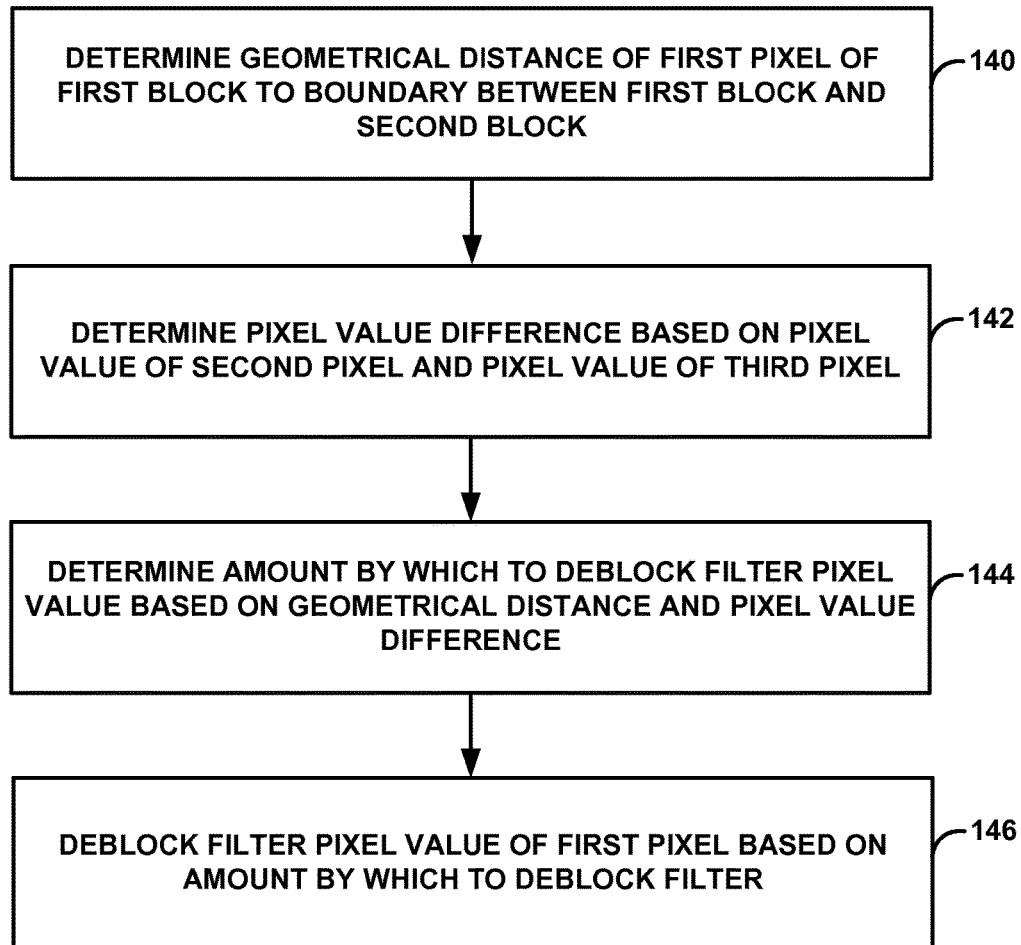 DETERMINE GEOMETRICAL DISTANCE OF FIRST PIXEL OF
FIRST BLOCK TO BOUNDARY BETWEEN FIRST BLOCK AND
SECOND BLOCK
140
DETERMINE PIXEL VALUE DIFFERENCE BASED ON PIXEL
VALUE OF SECOND PIXEL AND PIXEL VALUE OF THIRD PIXEL
142
DETERMINE AMOUNT BY WHICH TO DEBLOCK FILTER PIXEL
VALUE BASED ON GEOMETRICAL DISTANCE AND PIXEL VALUE
DIFFERENCE
144
DEBLOCK FILTER PIXEL VALUE OF FIRST PIXEL BASED ON
AMOUNT BY WHICH TO DEBLOCK FILTER
146